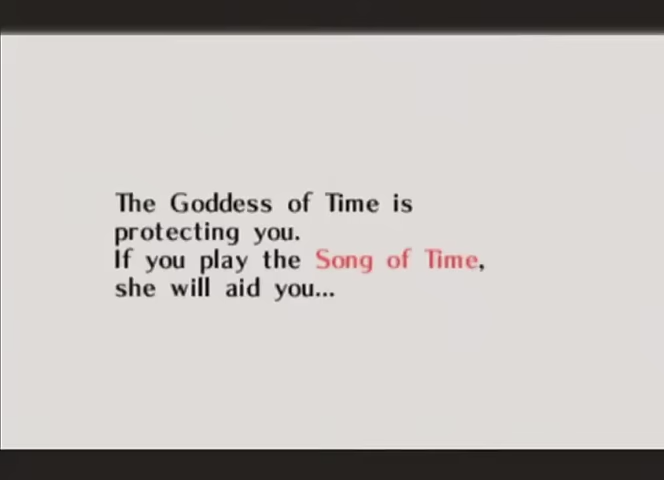 The Goddess of Time is
protecting you.
If you play the Song of Time,
she will aid you...